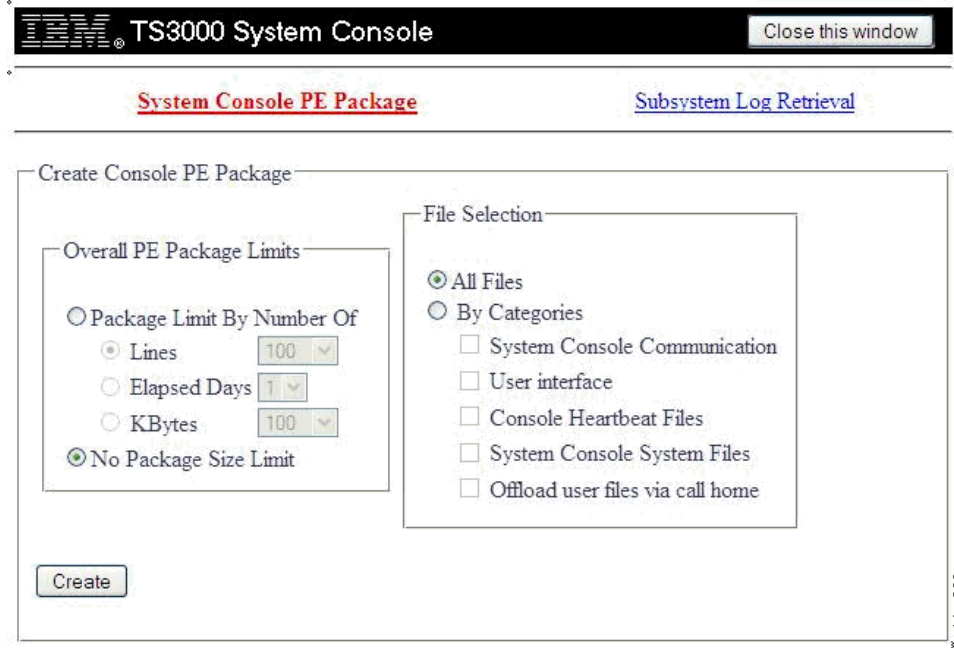 IBM® TS3000 System Console
Close this window
System Console PE Package
Subsystem Log Retrieval
Create Console PE Package
Overall PE Package Limits
Package Limit By Number Of
Lines 100
Elapsed Days 1
KBytes 100
No Package Size Limit
File Selection
All Files
By Categories
System Console Communication
User interface
Console Heartbeat Files
System Console System Files
Offload user files via call home
Create